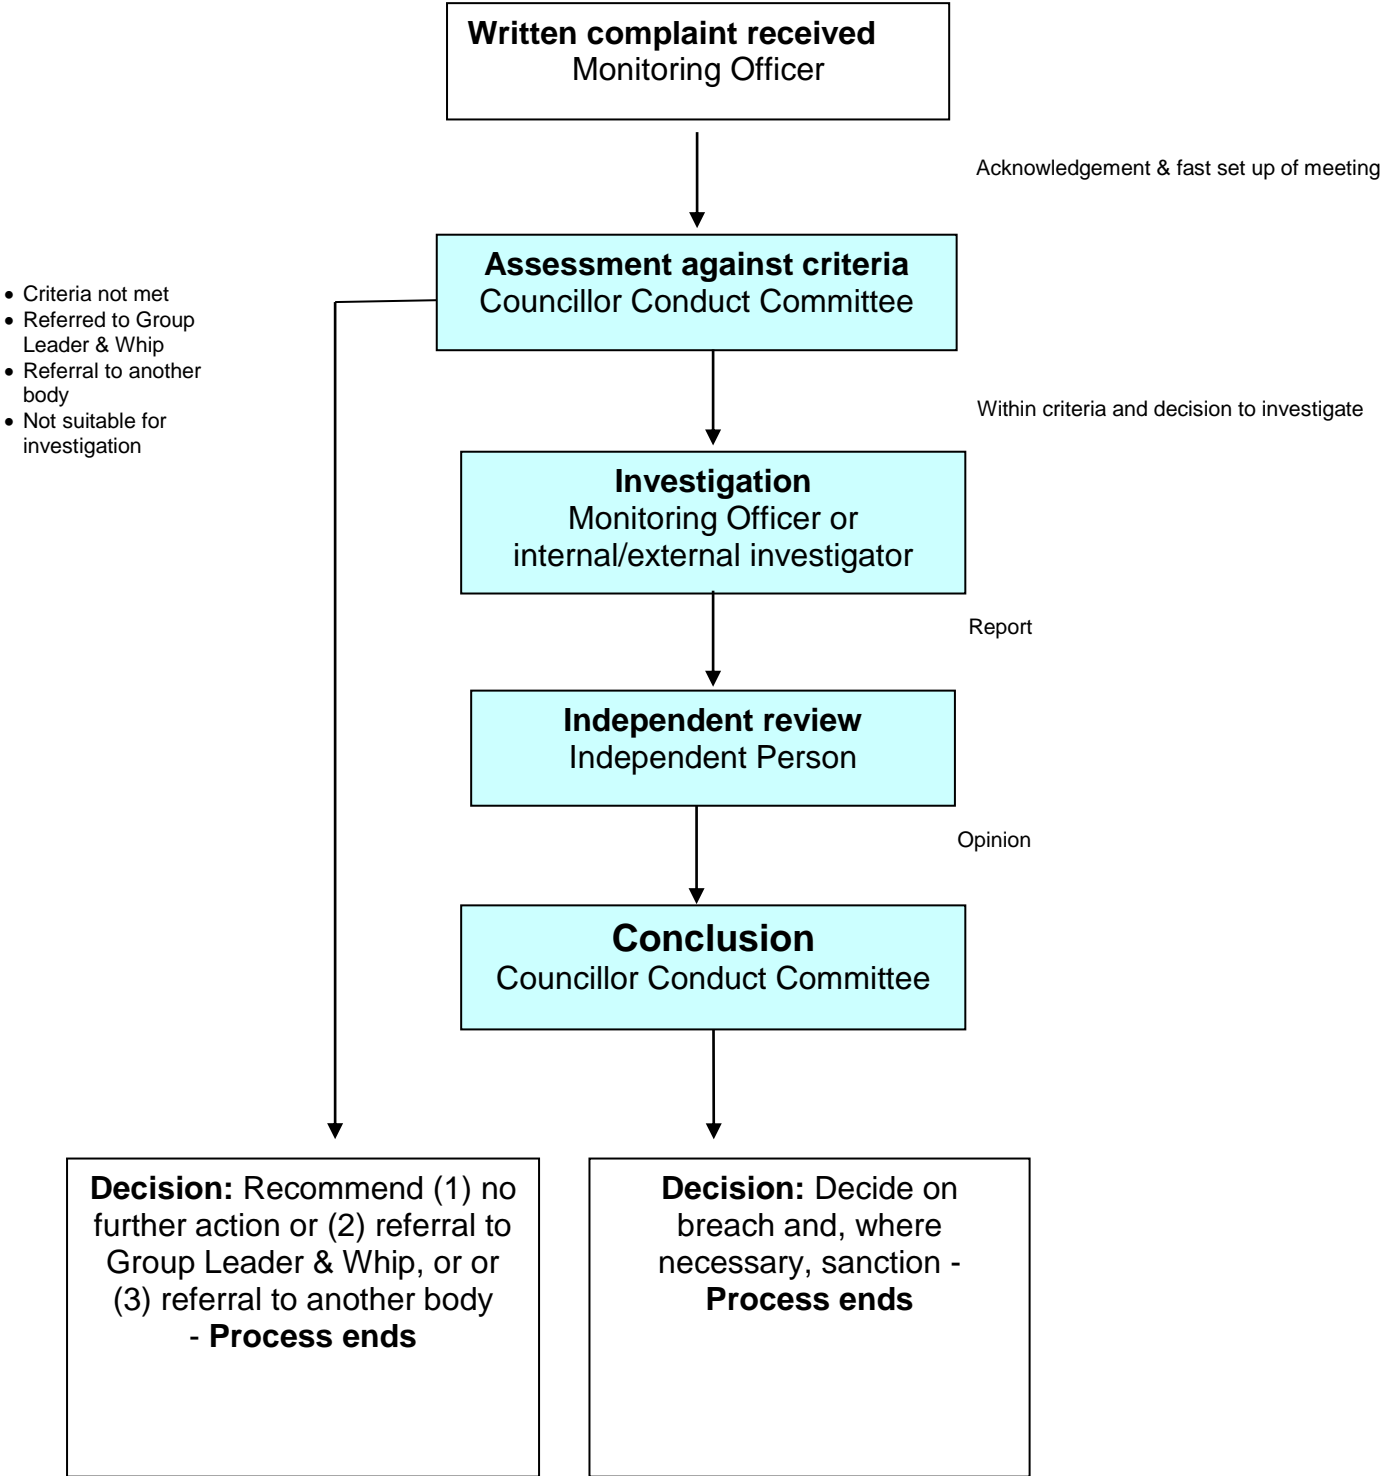 Written complaint received
Monitoring Officer
Acknowledgement & fast set up of meeting
Assessment against criteria
Councillor Conduct Committee
• Criteria not met
• Referred to Group
Leader & Whip
• Referral to another
body
• Not suitable for
investigation
Within criteria and decision to investigate
Investigation
Monitoring Officer or
internal/external investigator
Report
Independent review
Independent Person
Opinion
Conclusion
Councillor Conduct Committee
Decision: Recommend (1) no
further action or (2) referral to
Group Leader & Whip, or or
(3) referral to another body
- Process ends
Decision: Decide on
breach and, where
necessary, sanction -
Process ends